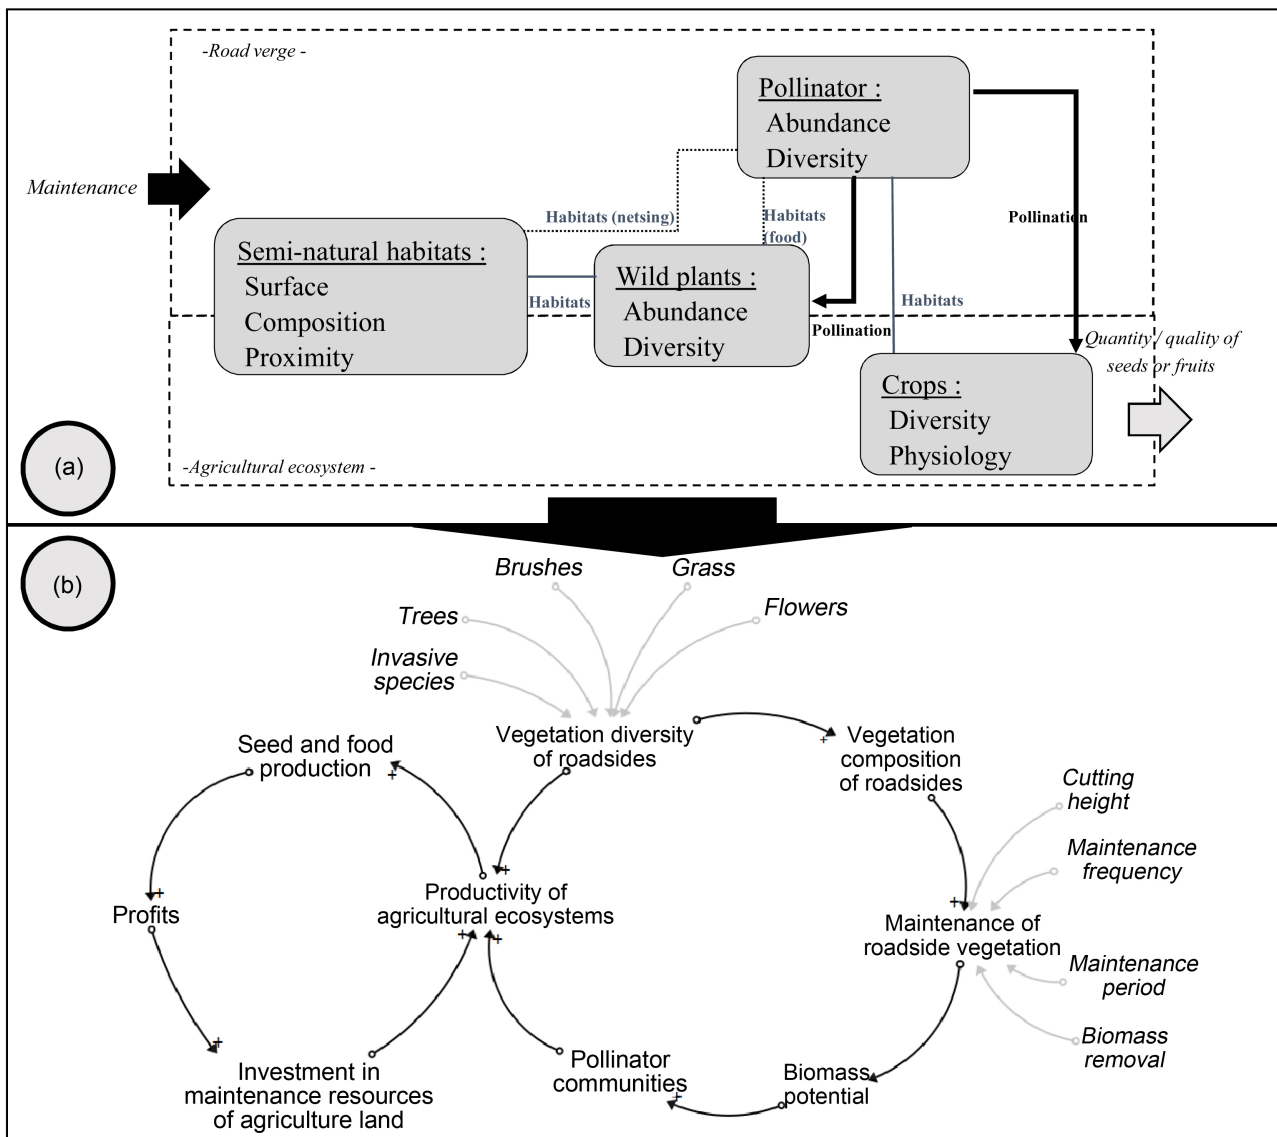 -Road verge -
Pollinator :
Abundance
Diversity
Maintenance
Habitats (netsing)
Habitats
(food)
Pollination
Semi-natural habitats :
Surface
Composition
Proximity
Habitats
Wild plants :
Abundance
Diversity
Habitats
Pollination
Quantity / quality of
seeds or fruits
Crops :
Diversity
Physiology
-Agricultural ecosystem -
(a)
(b)
Brushes
Grass
Trees
Flowers
Invasive
species
Vegetation diversity
of roadsides
+
Vegetation
composition
of roadsides
Seed and food
production
+
Cutting
height
Maintenance
frequency
+
Productivity of
agricultural ecosystems
+
+
+
Profits
+
Maintenance of
roadside vegetation
Maintenance
period
Biomass
removal
+
Investment in
maintenance resources
of agriculture land
Pollinator
communities
+
Biomass
potential